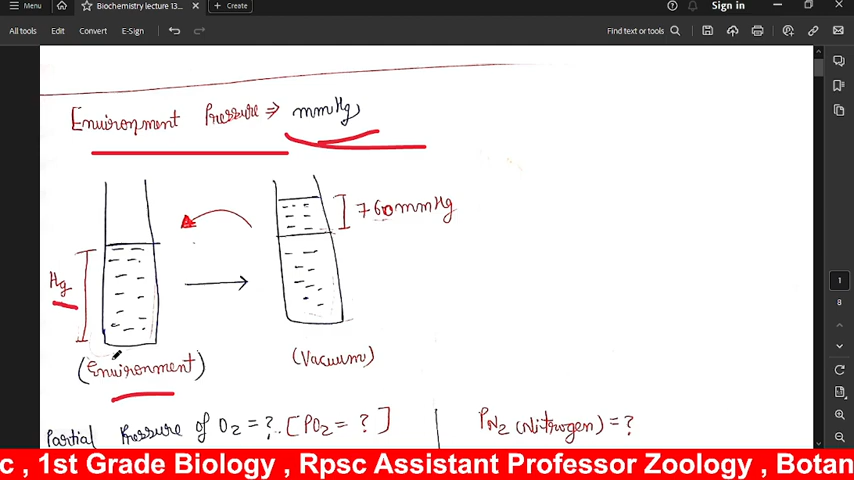 Menu
Biochemistry lecture 13...
Create
Sign in
All tools Edit Convert E-Sign
Find text or tools
Environment Pressure ⇒ mmHg
760mmHg
Hg
(Environment)
(Vacuum)
Partial Pressure of O2 = ?. [PO2 = ?]
PN2 (Nitrogen) = ?
1
8
c , 1st Grade Biology , Rpsc Assistant Professor Zoology , Botan